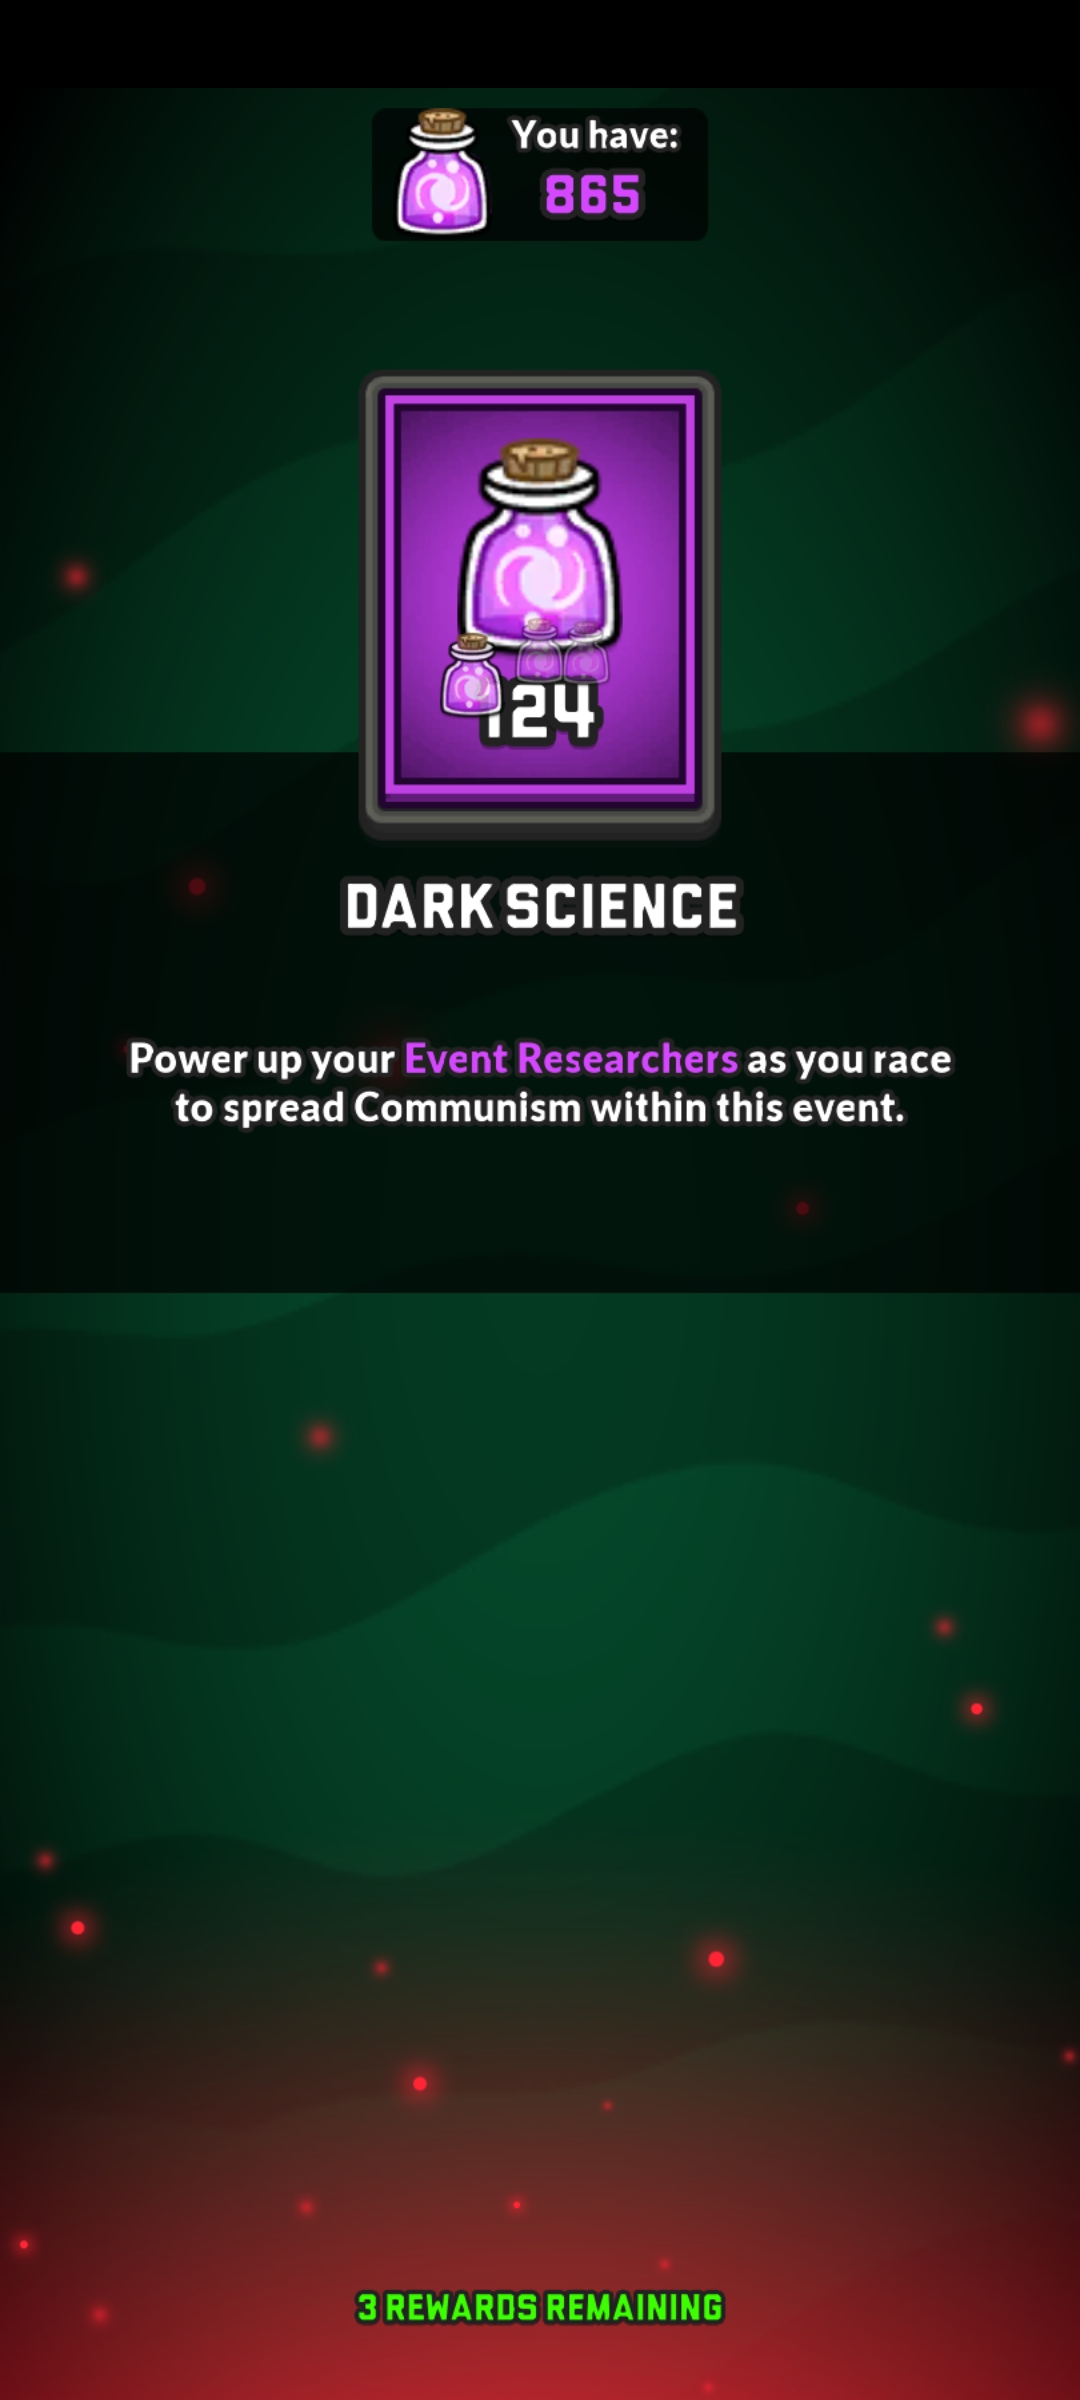 You have:
865
124
DARK SCIENCE
Power up your Event Researchers as you race
to spread Communism within this event.
3 REWARDS REMAINING